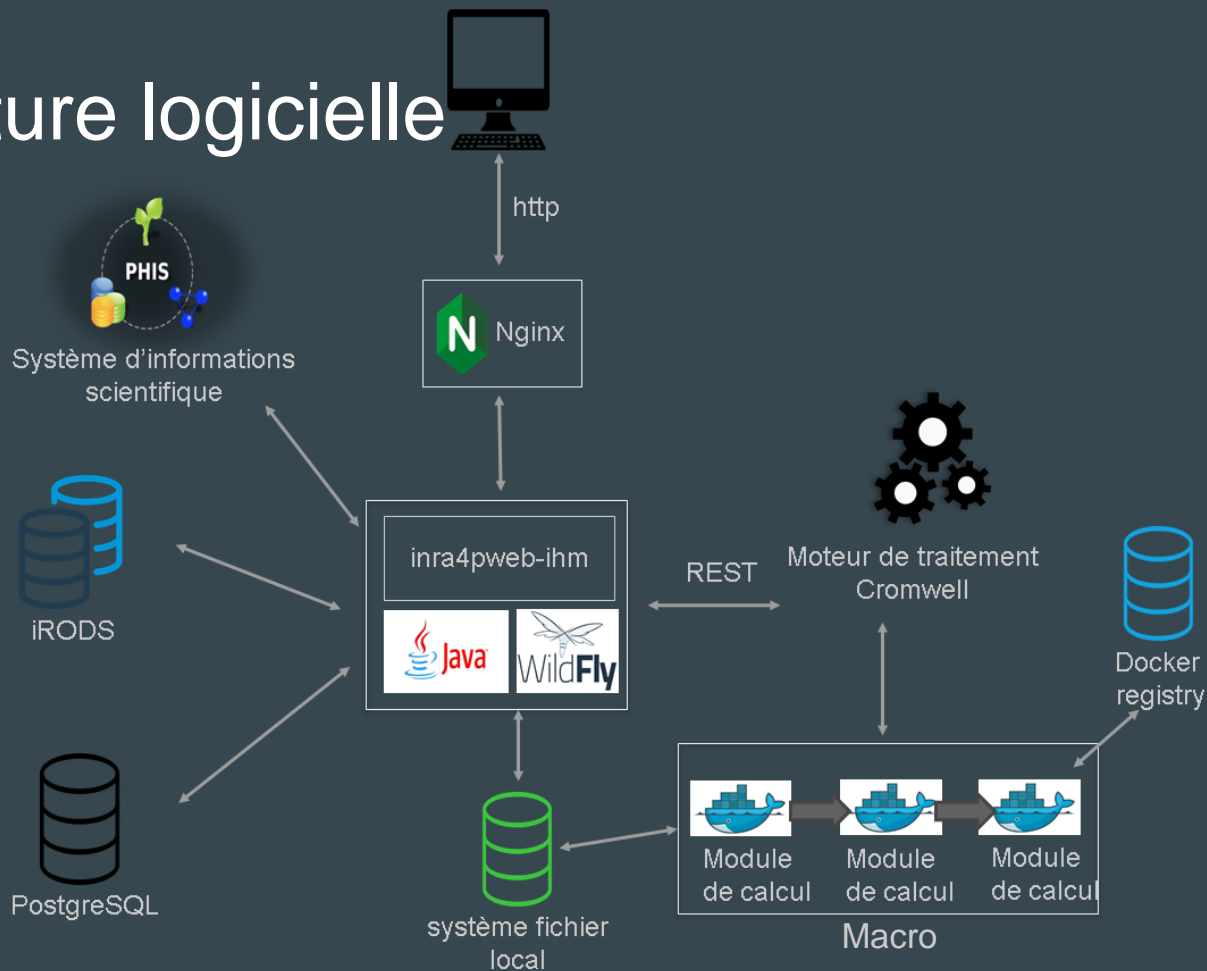 ture logicielle
http
PHIS
Système d'informations
scientifique
N
Nginx
inra4pweb-ihm
Java
WildFly
REST
Moteur de traitement
Cromwell
iRODS
Docker
registry
PostgreSQL
système fichier
local
Module
de calcul
Module
de calcul
Module
de calcul
Macro